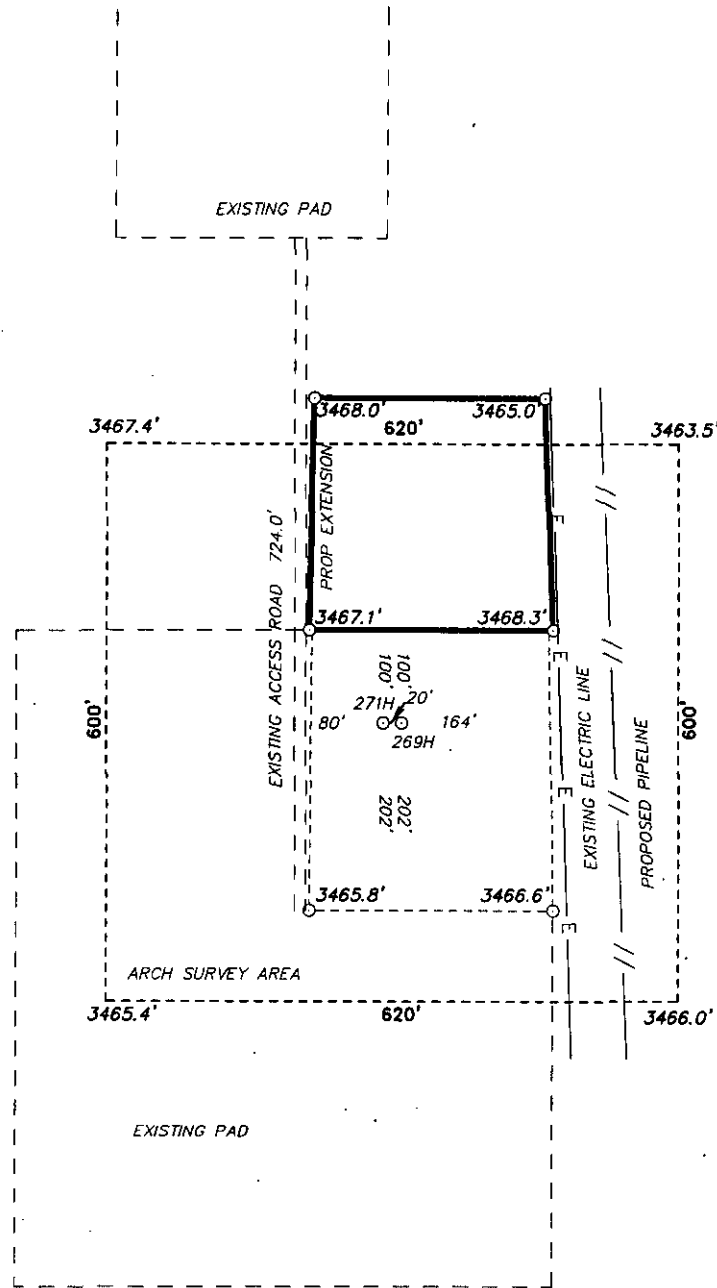 EXISTING PAD
3468.0'
3465.0'
3467.4'
620'
3463.5'
PROP EXTENSION
EXISTING ACCESS ROAD 724.0'
E
3467.1'
3468.3'
600'
600'
E
E
100'
100'
271H
20'
80'
164'
269H
202'
202'
E
E
EXISTING ELECTRIC LINE
PROPOSED PIPELINE
3465.8'
3466.6'
E
E
ARCH SURVEY AREA
3465.4'
620'
3466.0'
EXISTING PAD